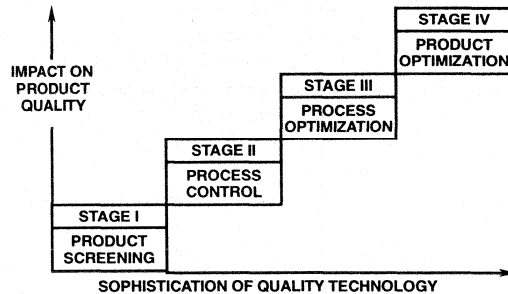 STAGE IV
PRODUCT
OPTIMIZATION
IMPACT ON
PRODUCT
QUALITY
STAGE III
PROCESS
OPTIMIZATION
STAGE II
PROCESS
CONTROL
STAGE I
PRODUCT
SCREENING
SOPHISTICATION OF QUALITY TECHNOLOGY